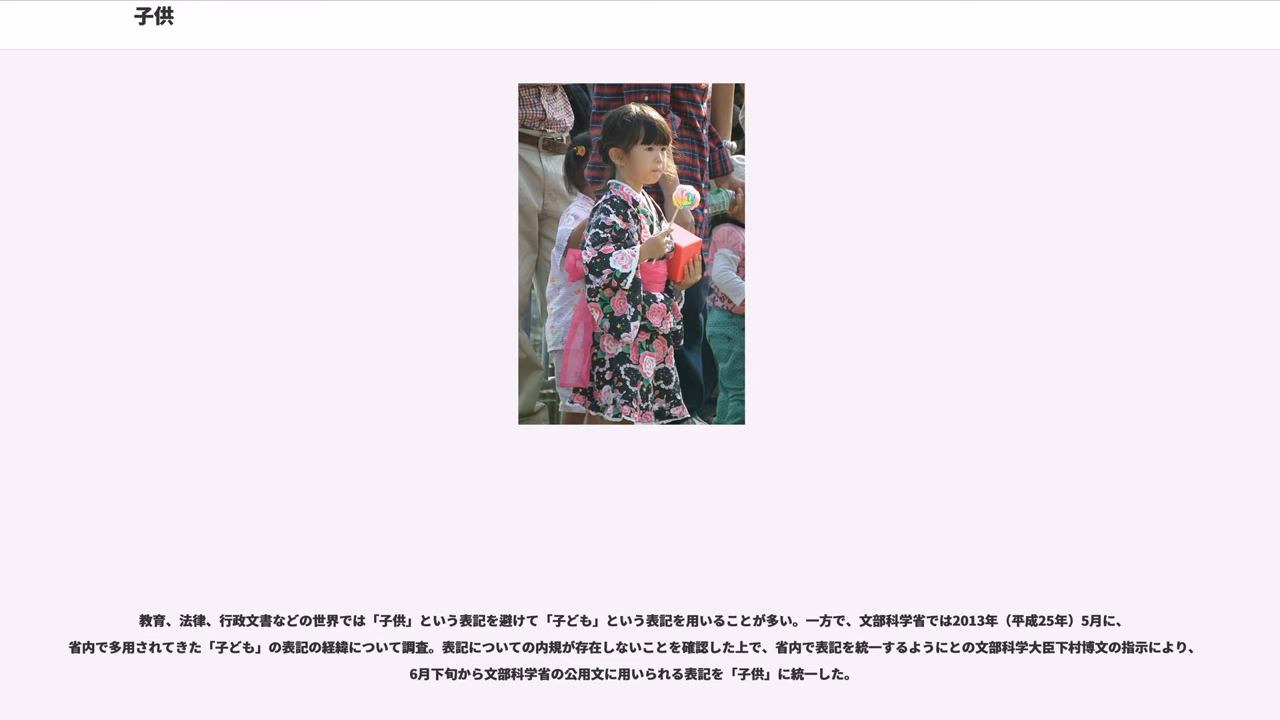 子供
教育、法律、行政文書などの世界では「子供」という表記を避けて「子ども」という表記を用いることが多い。一方で、文部科学省では2013年（平成25年）5月に、
省内で多用されてきた「子ども」の表記の経緯について調査。表記についての内規が存在しないことを確認した上で、省内で表記を統一するようにとの文部科学大臣下村博文の指示により、
6月下旬から文部科学省の公用文に用いられる表記を「子供」に統一した。